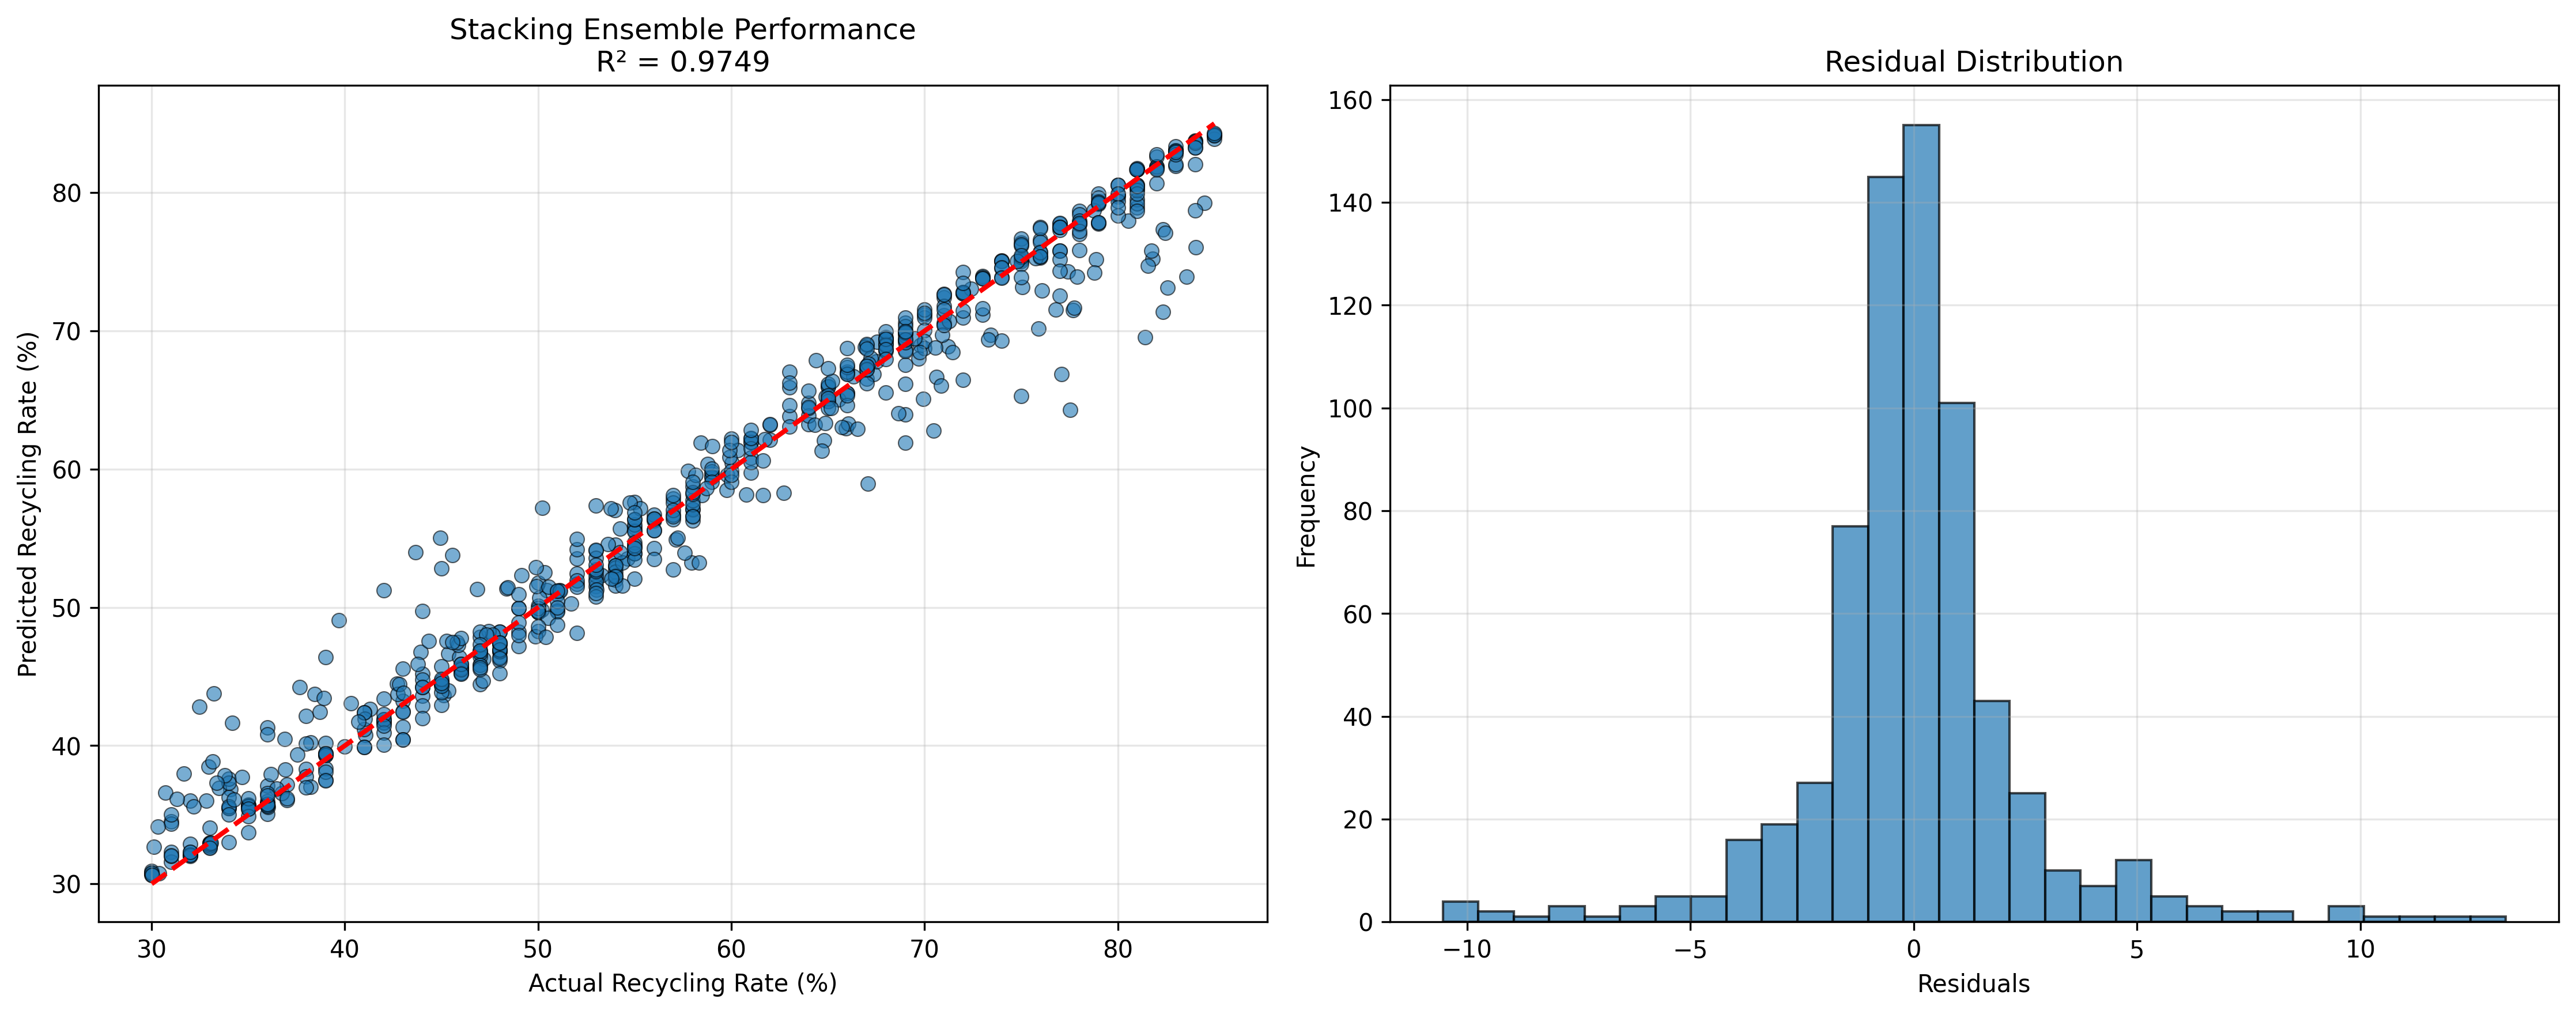 Stacking Ensemble Performance
R² = 0.9749
Predicted Recycling Rate (%)
80
70
60
50
40
30
30 40 50 60 70 80
Actual Recycling Rate (%)
Residual Distribution
Frequency
160
140
120
100
80
60
40
20
0
−10 −5 0 5 10
Residuals